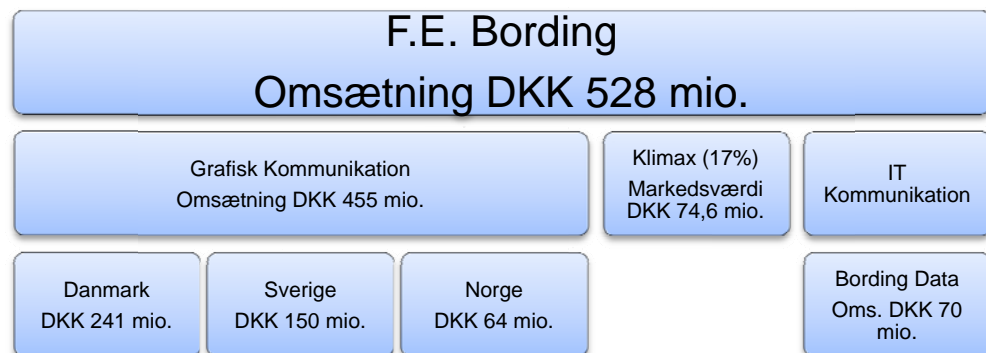 F.E. Bording
Omsætning DKK 528 mio.
Grafisk Kommunikation
Omsætning DKK 455 mio.
Klimax (17%)
Markedsværdi
DKK 74,6 mio.
IT
Kommunikation
Danmark
DKK 241 mio.
Sverige
DKK 150 mio.
Norge
DKK 64 mio.
Bording Data
Oms. DKK 70
mio.